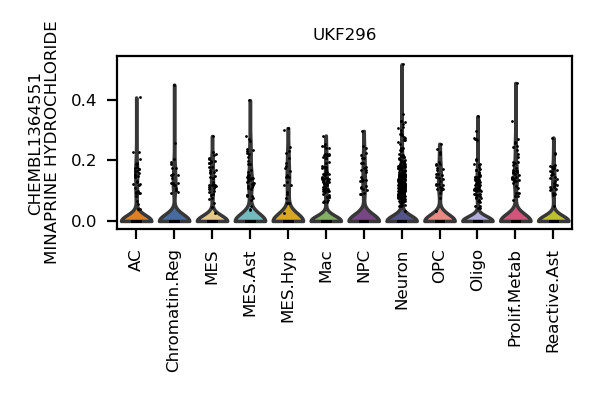 UKF296
CHEMBL1364551
MINAPRINE HYDROCHLORIDE
0.4
0.2
0.0
AC
Chromatin.Reg
MES
MES.Ast
MES.Hyp
Mac
NPC
Neuron
OPC
Oligo
Prolif.Metab
Reactive.Ast